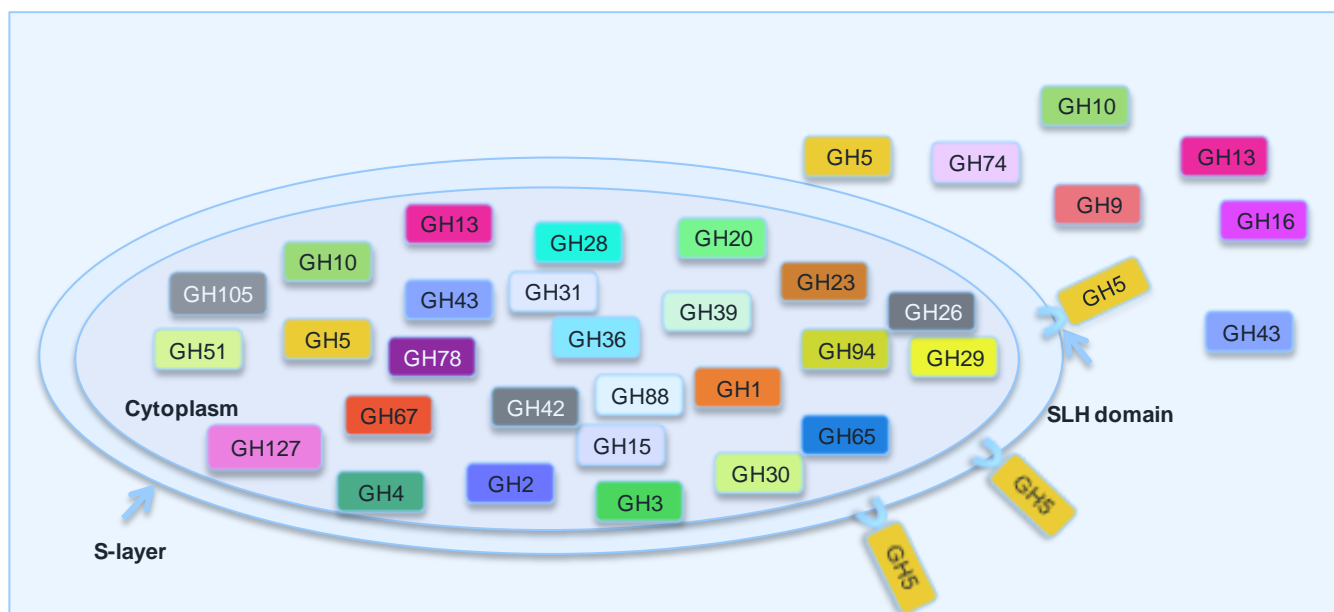 GH10
GH5
GH74
GH13
GH9
GH16
GH13
GH28
GH20
GH10
GH23
GH105
GH43
GH31
GH39
GH26
GH5
GH43
GH51
GH5
GH78
GH36
GH94
GH29
Cytoplasm
GH67
GH42
GH88
GH1
SLH domain
GH127
GH15
GH65
GH4
GH2
GH3
GH30
GH5
S-layer
GH5